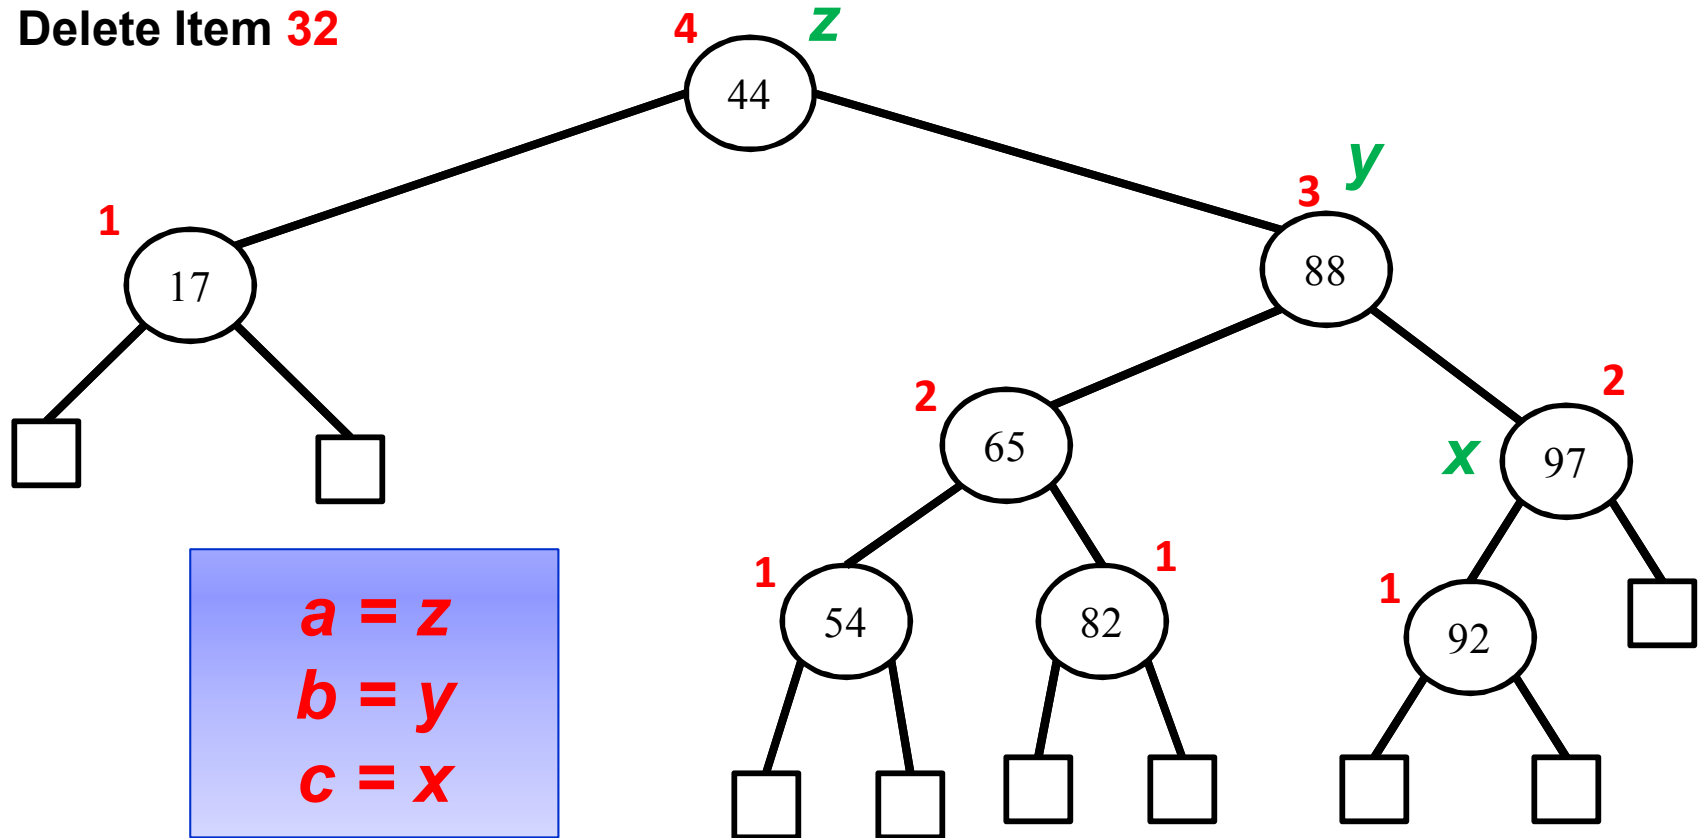 Delete Item 32
4 z
44
3 y
1
17
88
2
2
65
x 97
1
1
1
54
82
92
a = z
b = y
c = x